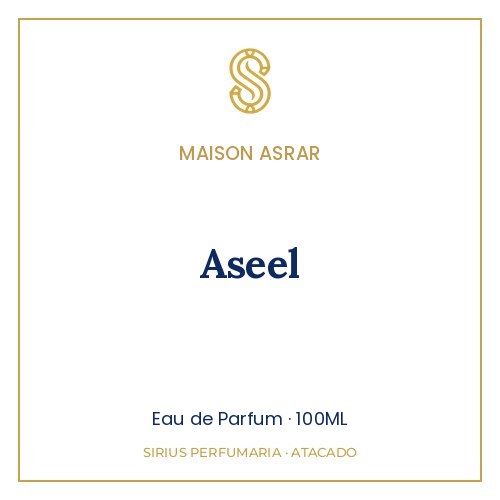 MAISON ASRAR
Aseel
Eau de Parfum · 100ML
SIRIUS PERFUMARIA · ATACADO